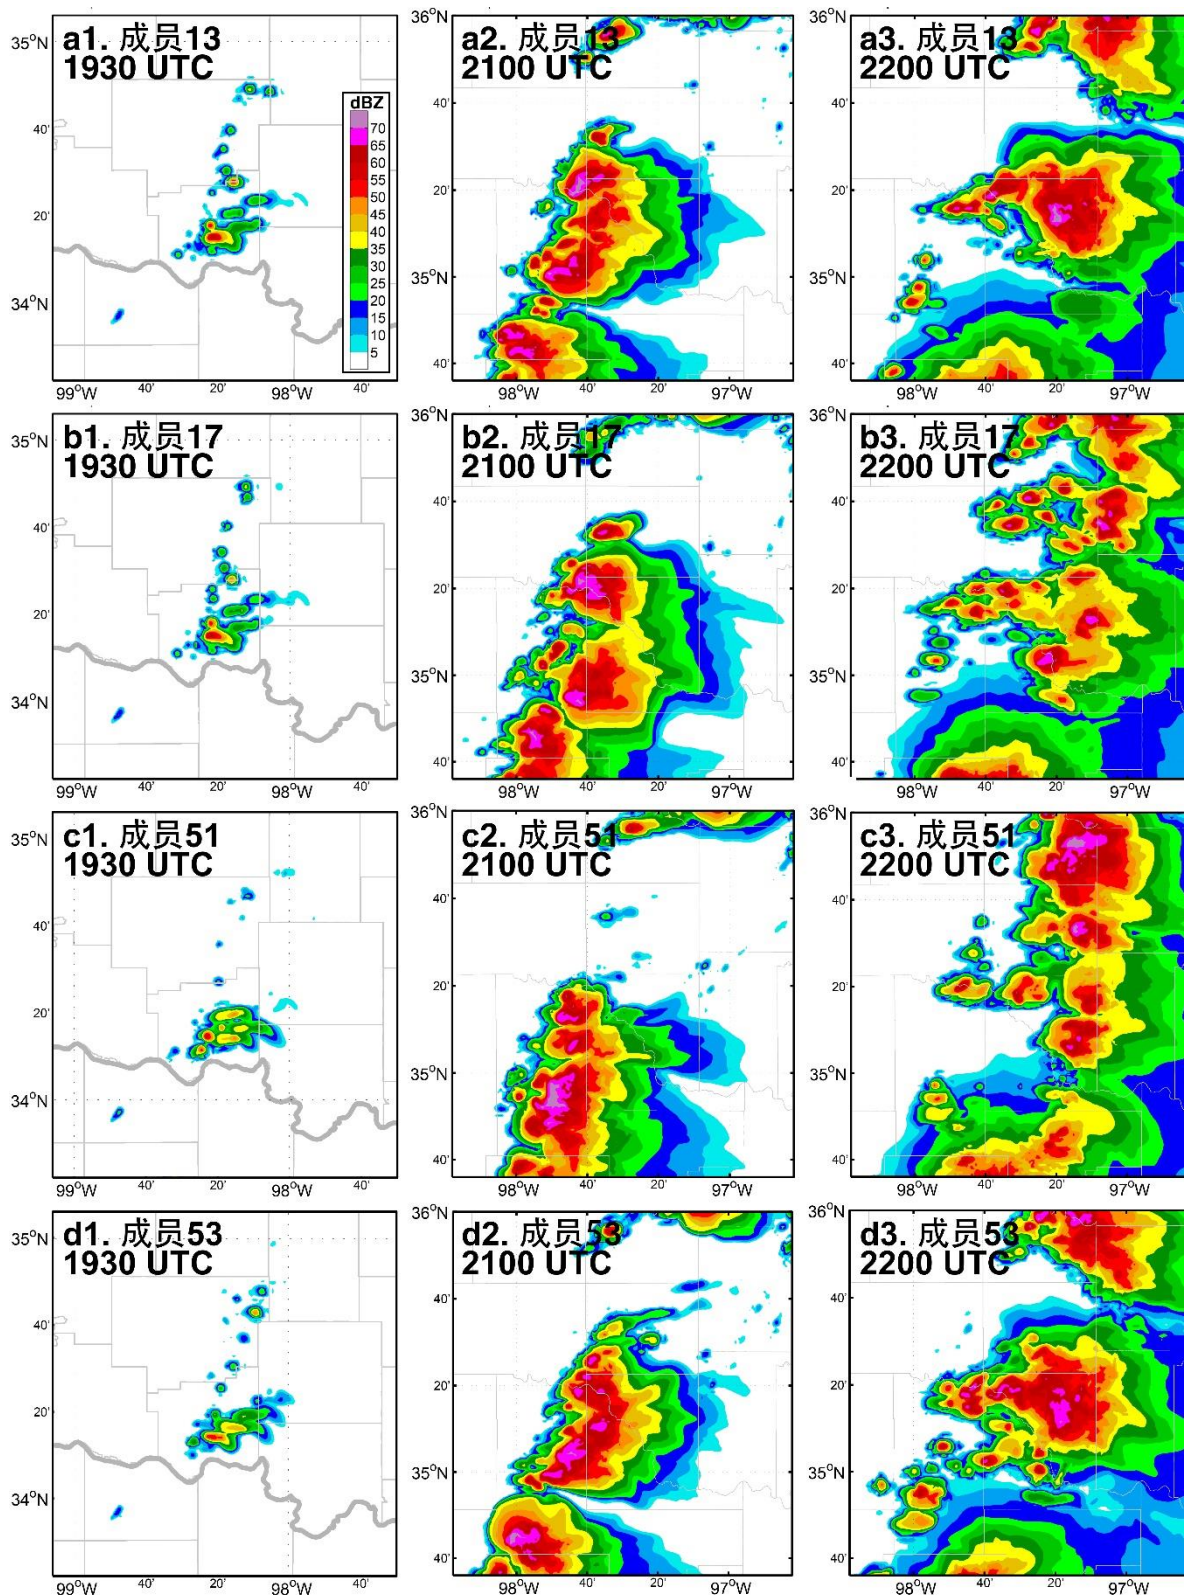 36°N
36°N
35°N
a1. 成员13
1930 UTC
a2. 成员13
2100 UTC
a3. 成员13
2200 UTC
dBZ
70
65
60
55
50
45
40
35
30
25
20
15
10
5
40'
20'
34°N
40'
20'
35°N
40'
40'
20'
35°N
40'
99°W
40'
20'
98°W
40'
98°W
40'
20'
97°W
98°W
40'
20'
97°W
36°N
36°N
35°N
b1. 成员17
1930 UTC
b2. 成员17
2100 UTC
b3. 成员17
2200 UTC
40'
20'
34°N
40'
20'
35°N
40'
40'
20'
35°N
40'
99°W
40'
20'
98°W
40'
98°W
40'
20'
97°W
98°W
40'
20'
97°W
36°N
36°N
35°N
c1. 成员51
1930 UTC
c2. 成员51
2100 UTC
c3. 成员51
2200 UTC
40'
20'
34°N
40'
20'
35°N
40'
40'
20'
35°N
40'
40'
20'
98°W
40'
99°W
98°W
40'
20'
97°W
98°W
40'
20'
97°W
36°N
36°N
35°N
d1. 成员53
1930 UTC
d2. 成员53
2100 UTC
d3. 成员53
2200 UTC
40'
20'
34°N
40'
20'
35°N
40'
40'
20'
35°N
40'
99°W
40'
20'
98°W
40'
98°W
40'
20'
97°W
98°W
40'
20'
97°W